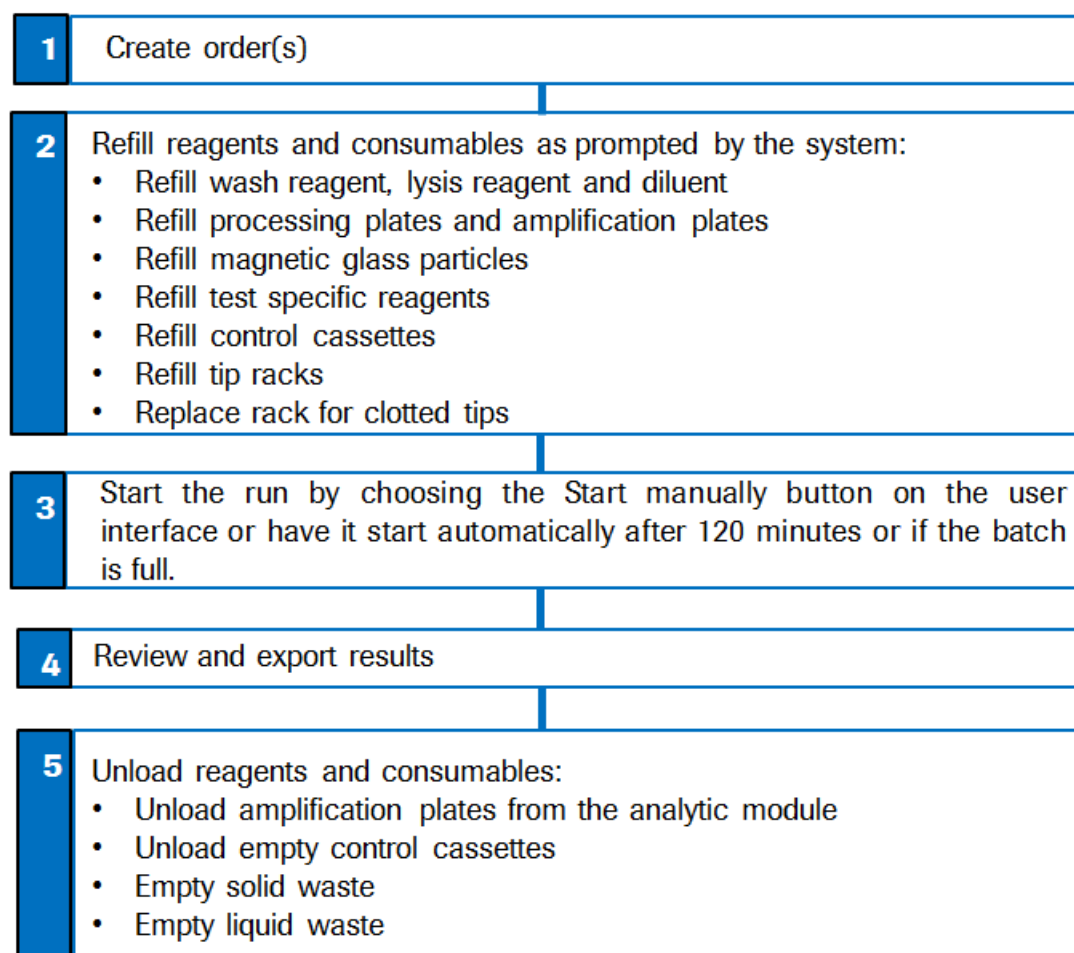 1 Create order(s)
2 Refill reagents and consumables as prompted by the system:
• Refill wash reagent, lysis reagent and diluent
• Refill processing plates and amplification plates
• Refill magnetic glass particles
• Refill test specific reagents
• Refill control cassettes
• Refill tip racks
• Replace rack for clotted tips
3 Start the run by choosing the Start manually button on the user
interface or have it start automatically after 120 minutes or if the batch
is full.
4 Review and export results
5 Unload reagents and consumables:
• Unload amplification plates from the analytic module
• Unload empty control cassettes
• Empty solid waste
• Empty liquid waste